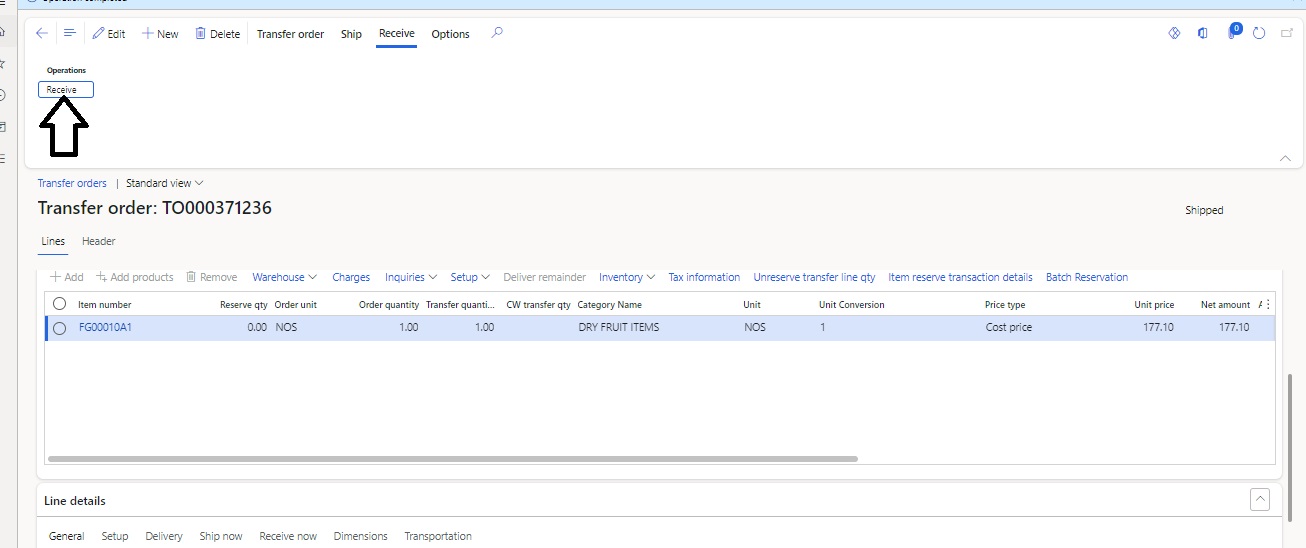 Operation completed
Edit New Delete Transfer order Ship Receive Options 0
Operations
Receive
Transfer orders | Standard view
Transfer order: TO000371236
Shipped
Lines Header
+ Add Add products Remove Warehouse Charges Inquiries Setup Deliver remainder Inventory Tax information Unreserve transfer line qty Item reserve transaction details Batch Reservation
Item number Reserve qty Order unit Order quantity Transfer quanti... CW transfer qty Category Name Unit Unit Conversion Price type Unit price Net amount
FG00010A1 0.00 NOS 1.00 1.00 DRY FRUIT ITEMS NOS 1 Cost price 177.10 177.10
Line details
General Setup Delivery Ship now Receive now Dimensions Transportation